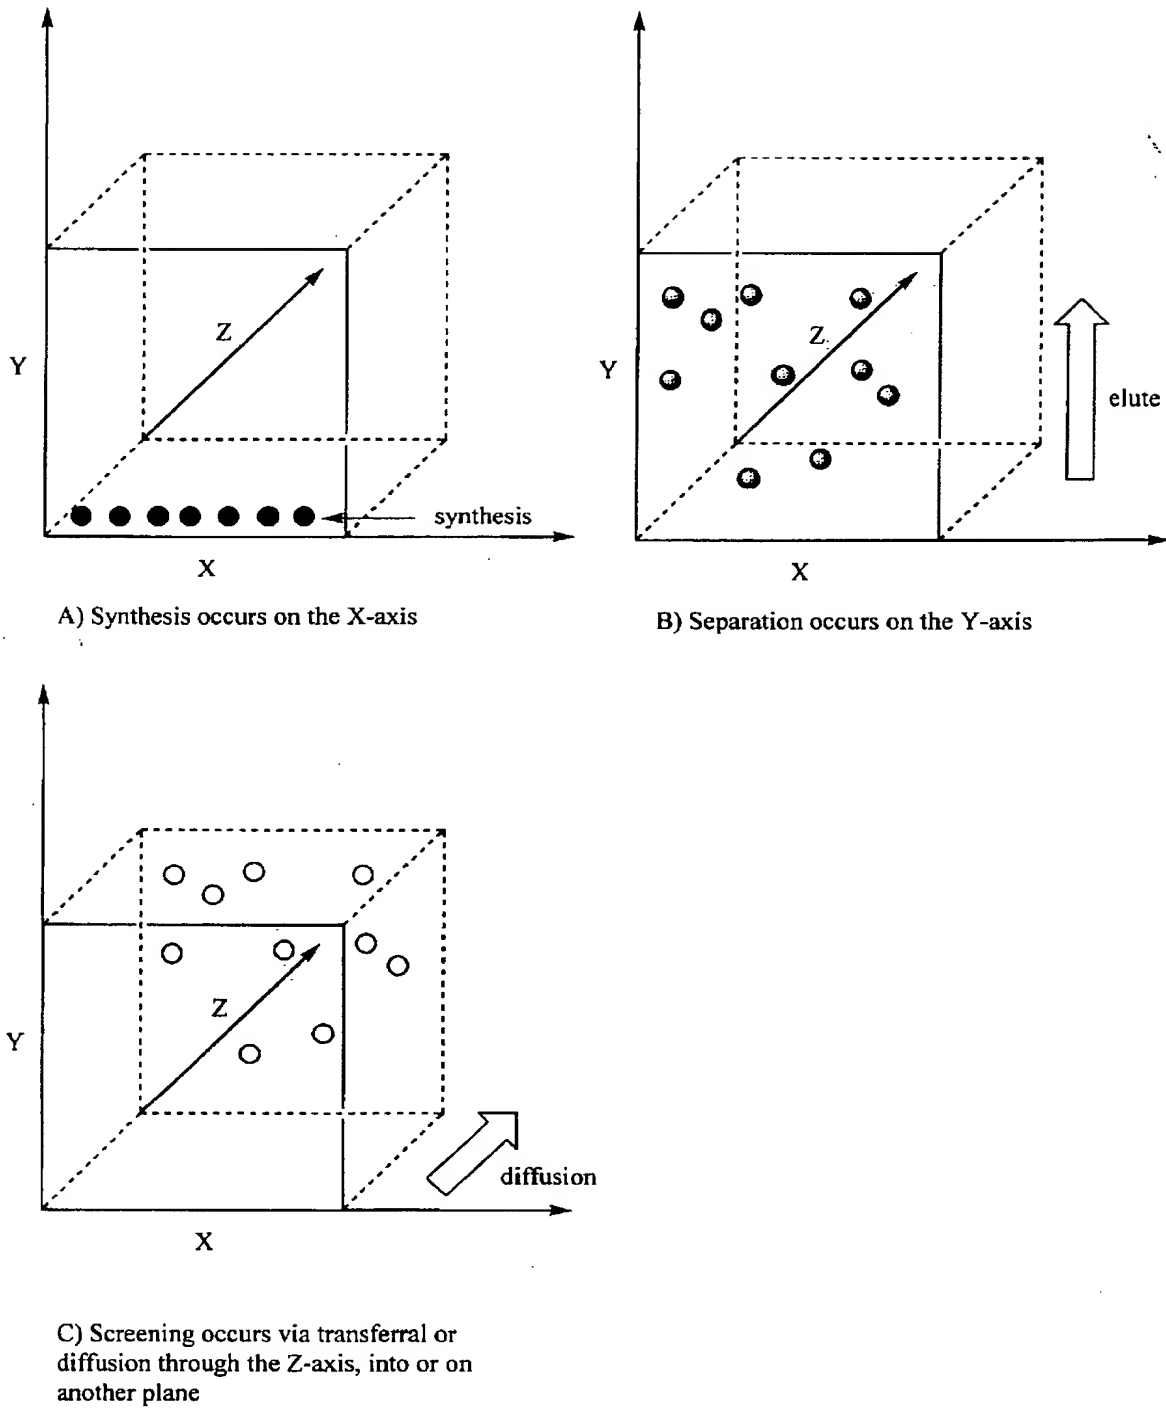 Z
Y
synthesis
X
A) Synthesis occurs on the X-axis
Z
Y
elute
X
B) Separation occurs on the Y-axis
Z
Y
diffusion
X
C) Screening occurs via transferral or
diffusion through the Z-axis, into or on
another plane